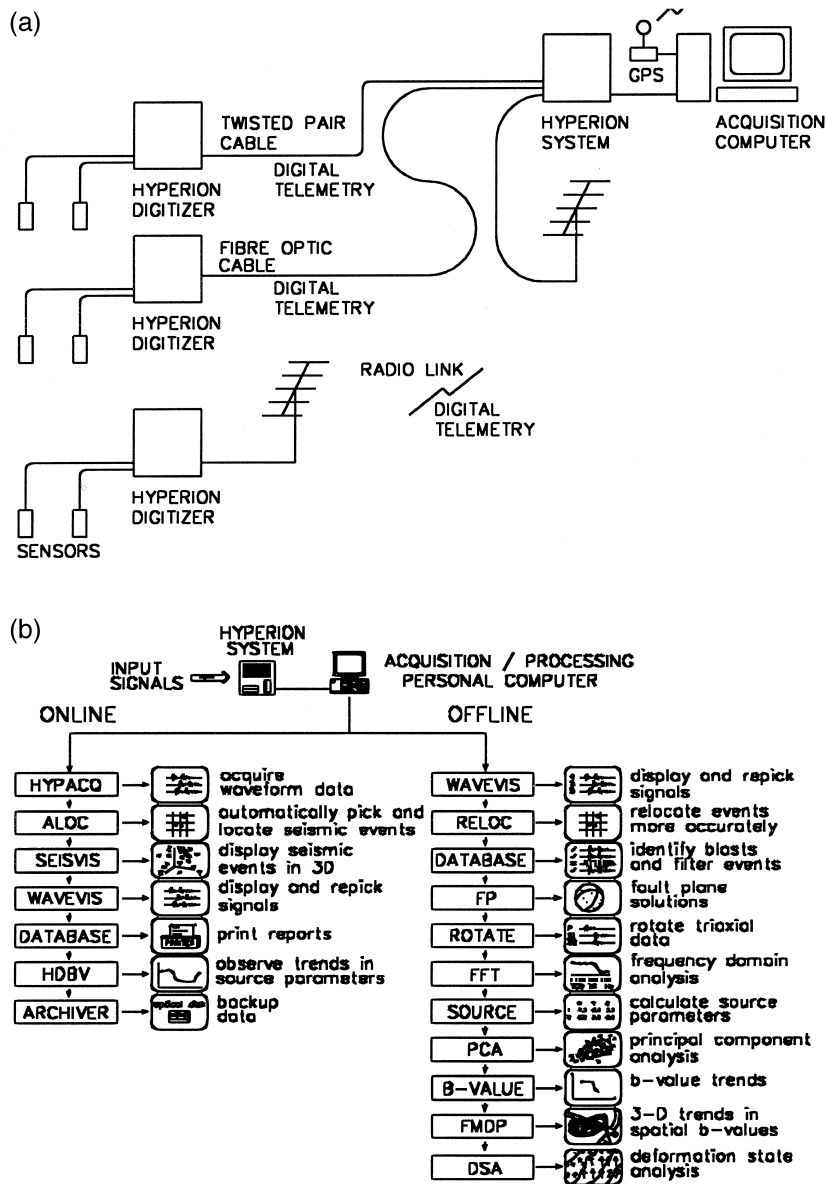 (a)
GPS
HYPERION
SYSTEM
ACQUISITION
COMPUTER
TWISTED PAIR
CABLE
DIGITAL
TELEMETRY
HYPERION
DIGITIZER
FIBRE OPTIC
CABLE
DIGITAL
TELEMETRY
HYPERION
DIGITIZER
RADIO LINK
DIGITAL
TELEMETRY
HYPERION
DIGITIZER
SENSORS
(b)
HYPERION
SYSTEM
INPUT
SIGNALS
ACQUISITION / PROCESSING
PERSONAL COMPUTER
ONLINE
HYPACQ
acquire
waveform data
ALOC
automatically pick and
locate seismic events
SEISVIS
display seismic
events in 3D
WAVEVIS
display and repick
signals
DATABASE
print reports
HDBV
observe trends in
source parameters
ARCHIVER
optical disk
backup
data
OFFLINE
WAVEVIS
display and repick
signals
RELOC
relocate events
more accurately
DATABASE
identify blasts
and filter events
FP
fault plane
solutions
ROTATE
rotate triaxial
data
FFT
frequency domain
analysis
SOURCE
calculate source
parameters
PCA
principal component
analysis
B-VALUE
b-value trends
FMDP
3-D trends in
spatial b-values
DSA
deformation state
analysis